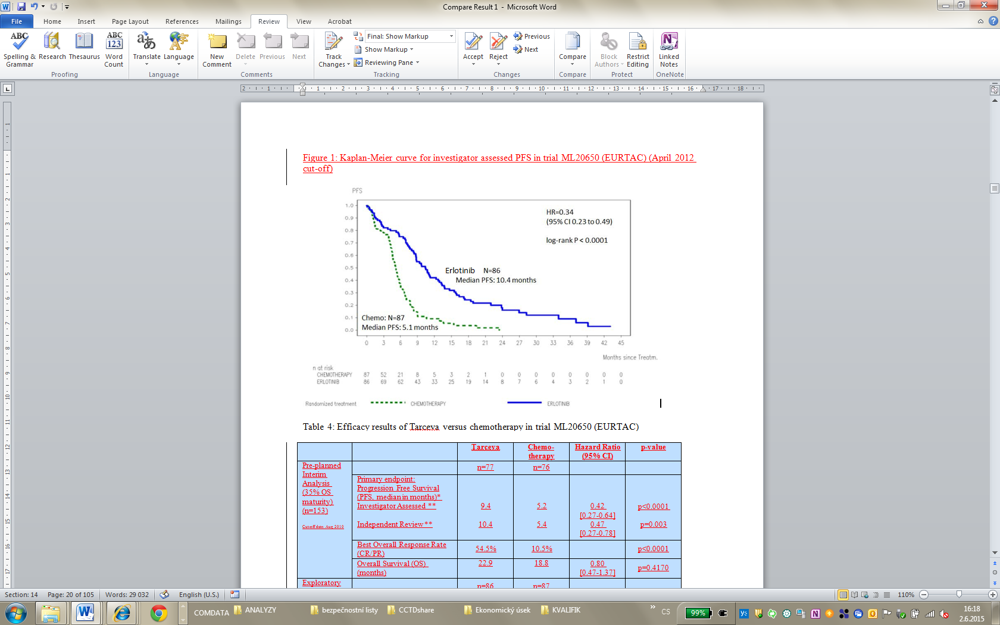 Compare Result 1 - Microsoft Word
File Home Insert Page Layout References Mailings Review View Acrobat
Spelling & Grammar
Research
Thesaurus
Word Count
Proofing
Translate
Language
Language
New Comment
Delete
Previous
Next
Comments
Track Changes
Final: Show Markup
Show Markup
Reviewing Pane
Tracking
Accept
Reject
Previous
Next
Changes
Compare
Compare
Block Authors
Restrict Editing
Protect
Linked Notes
OneNote
2 1 1 2 3 4 5 6 7 8 9 10 11 12 13 14 15 16 17 18
Figure 1: Kaplan-Meier curve for investigator assessed PFS in trial ML20650 (EURTAC) (April 2012
cut-off)
PFS
1.0
0.9
0.8
0.7
0.6
0.5
0.4
0.3
0.2
0.1
0.0
HR=0.34
(95% CI 0.23 to 0.49)
log-rank P < 0.0001
Erlotinib N=86
Median PFS: 10.4 months
Chemo: N=87
Median PFS: 5.1 months
0 3 6 9 12 15 18 21 24 27 30 33 36 39 42 45
Months since Treatm.
n at risk
CHEMOTHERAPY 87 52 21 8 5 3 2 1 0 0 0 0 0 0 0 0
ERLOTINIB 86 69 62 43 33 25 19 14 8 7 6 4 3 2 1 0
Randomized treatment CHEMOTHERAPY ERLOTINIB
Table 4: Efficacy results of Tarceva versus chemotherapy in trial ML20650 (EURTAC)
Tarceva
Chemo-
therapy
Hazard Ratio
(95% CI)
p-value
Pre-planned
Interim
Analysis
(35% OS
maturity)
(n=153)
Cut-off date: Aug 2010
n=77 n=76
Primary endpoint:
Progression Free Survival
(PFS, median in months)*
Investigator Assessed ** 9.4 5.2 0.42 p<0.0001
[0.27-0.64]
Independent Review ** 10.4 5.4 0.47 p=0.003
[0.27-0.78]
Best Overall Response Rate
(CR/PR) 54.5% 10.5% p<0.0001
Overall Survival (OS)
(months) 22.9 18.8 0.80
[0.47-1.37] p=0.4170
Exploratory
n=86 n=87
Section: 14 Page: 20 of 105 Words: 29 032 English (U.S.) 110%
COMDATA ANALYZY bezpečnostní listy CCTDshare Ekonomický úsek KVALIFIK » CS 99%
16:18
2.6.2015